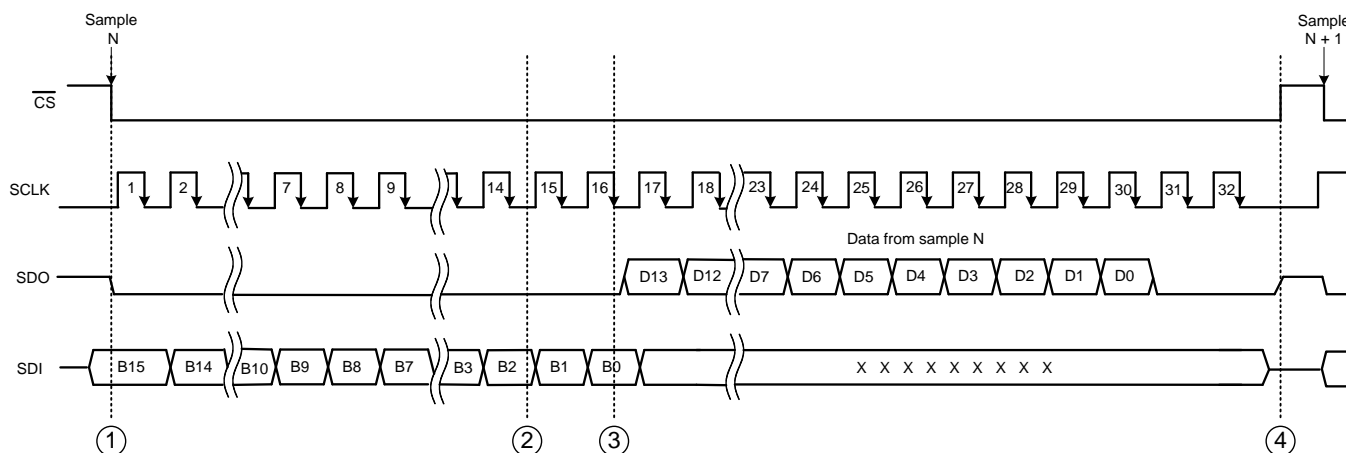 Sample
N
Sample
N + 1
CS
SCLK
1 2 7 8 9 14 15 16 17 18 23 24 25 26 27 28 29 30 31 32
Data from sample N
SDO
D13 D12 D7 D6 D5 D4 D3 D2 D1 D0
SDI
B15 B14 B10 B9 B8 B7 B3 B2 B1 B0 X X X X X X X X X
1 2 3 4